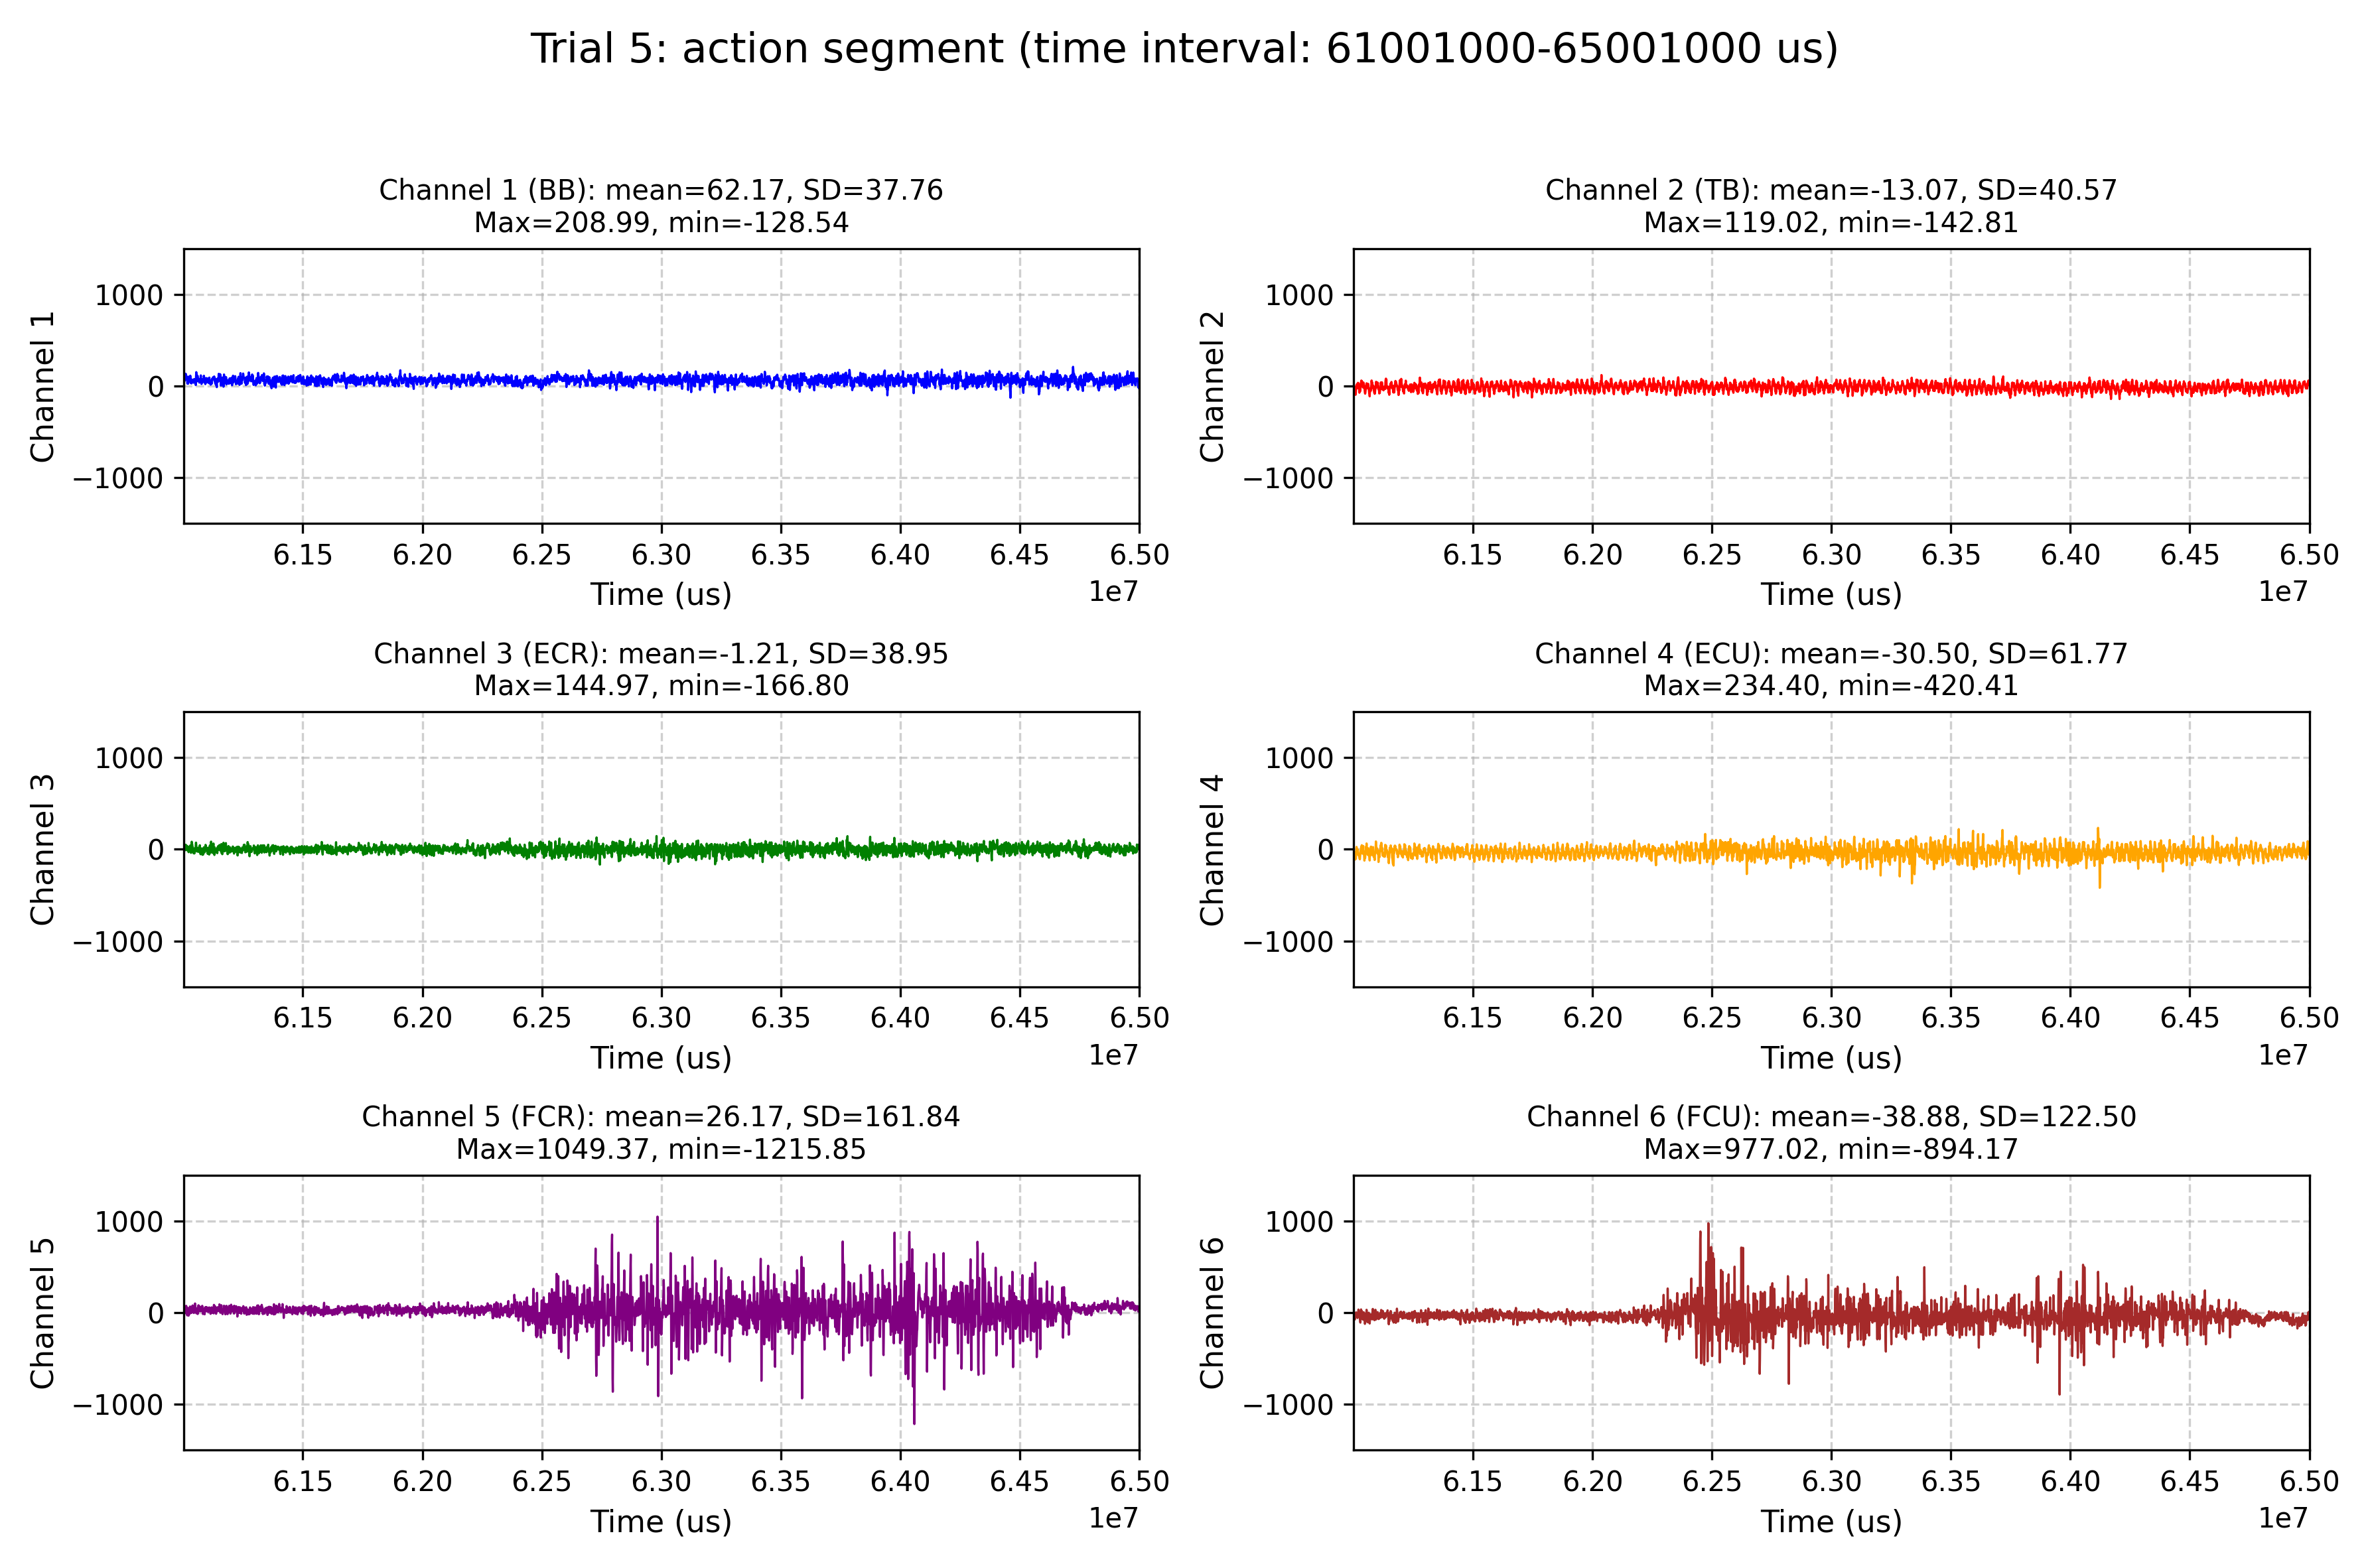 Trial 5: action segment (time interval: 61001000-65001000 us)
Channel 1 (BB): mean=62.17, SD=37.76
Max=208.99, min=-128.54
1000
0
−1000
Channel 1
6.15 6.20 6.25 6.30 6.35 6.40 6.45 6.50
Time (us)
1e7
Channel 2 (TB): mean=-13.07, SD=40.57
Max=119.02, min=-142.81
1000
0
−1000
Channel 2
6.15 6.20 6.25 6.30 6.35 6.40 6.45 6.50
Time (us)
1e7
Channel 3 (ECR): mean=-1.21, SD=38.95
Max=144.97, min=-166.80
1000
0
−1000
Channel 3
6.15 6.20 6.25 6.30 6.35 6.40 6.45 6.50
Time (us)
1e7
Channel 4 (ECU): mean=-30.50, SD=61.77
Max=234.40, min=-420.41
1000
0
−1000
Channel 4
6.15 6.20 6.25 6.30 6.35 6.40 6.45 6.50
Time (us)
1e7
Channel 5 (FCR): mean=26.17, SD=161.84
Max=1049.37, min=-1215.85
1000
0
−1000
Channel 5
6.15 6.20 6.25 6.30 6.35 6.40 6.45 6.50
Time (us)
1e7
Channel 6 (FCU): mean=-38.88, SD=122.50
Max=977.02, min=-894.17
1000
0
−1000
Channel 6
6.15 6.20 6.25 6.30 6.35 6.40 6.45 6.50
Time (us)
1e7